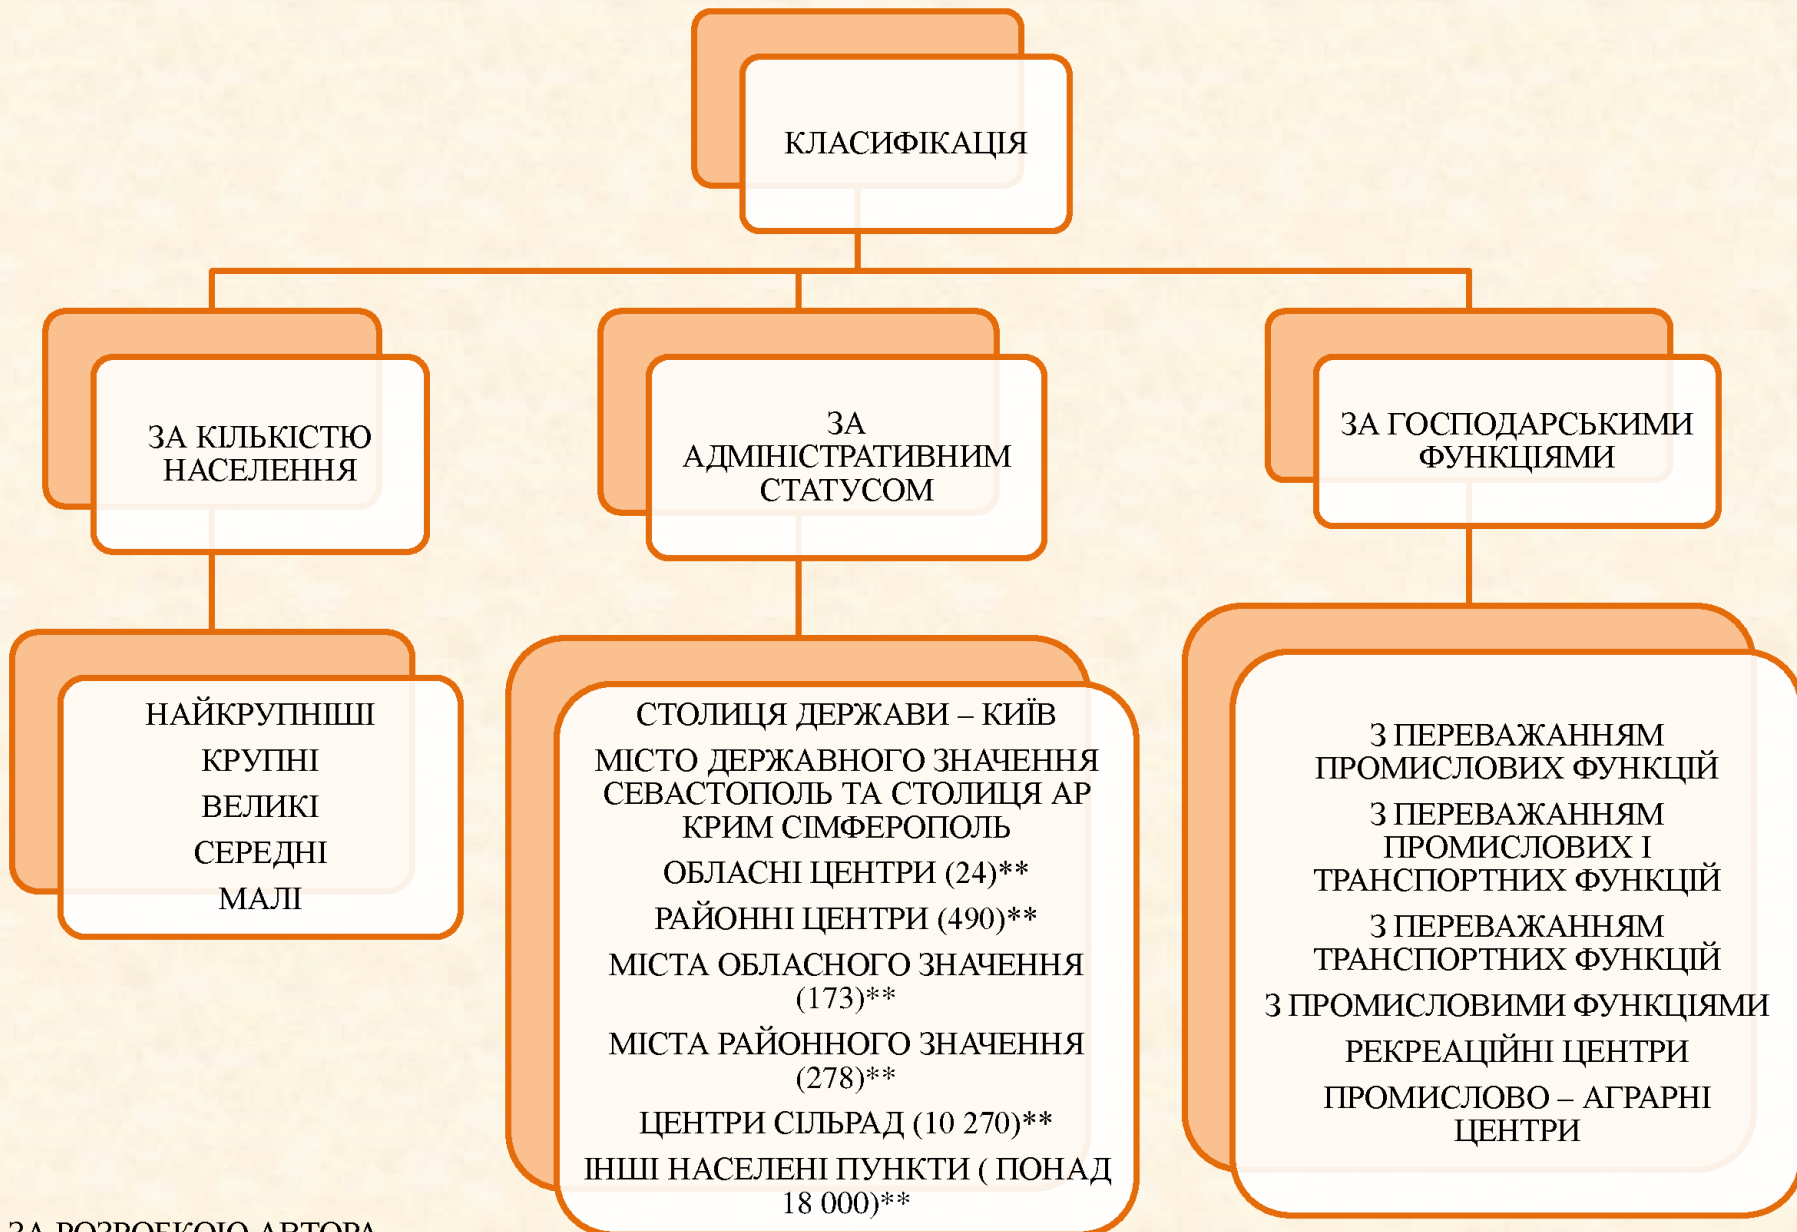 КЛАСИФІКАЦІЯ
ЗА КІЛЬКІСТЮ
НАСЕЛЕННЯ
НАЙКРУПНІШІ
КРУПНІ
ВЕЛИКІ
СЕРЕДНІ
МАЛІ
ЗА
АДМІНІСТРАТИВНИМ
СТАТУСОМ
СТОЛИЦЯ ДЕРЖАВИ – КИЇВ
МІСТО ДЕРЖАВНОГО ЗНАЧЕННЯ
СЕВАСТОПОЛЬ ТА СТОЛИЦЯ АР
КРИМ СІМФЕРОПОЛЬ
ОБЛАСНІ ЦЕНТРИ (24)**
РАЙОННІ ЦЕНТРИ (490)**
МІСТА ОБЛАСНОГО ЗНАЧЕННЯ
(173)**
МІСТА РАЙОННОГО ЗНАЧЕННЯ
(278)**
ЦЕНТРИ СІЛЬРАД (10 270)**
ІНШІ НАСЕЛЕНІ ПУНКТИ ( ПОНАД
18 000)**
ЗА ГОСПОДАРСЬКИМИ
ФУНКЦІЯМИ
З ПЕРЕВАЖАННЯМ
ПРОМИСЛОВИХ ФУНКЦІЙ
З ПЕРЕВАЖАННЯМ
ПРОМИСЛОВИХ І
ТРАНСПОРТНИХ ФУНКЦІЙ
З ПЕРЕВАЖАННЯМ
ТРАНСПОРТНИХ ФУНКЦІЙ
З ПРОМИСЛОВИМИ ФУНКЦІЯМИ
РЕКРЕАЦІЙНІ ЦЕНТРИ
ПРОМИСЛОВО – АГРАРНІ
ЦЕНТРИ
ЗА РОЗРОБКОЮ АВТОРА